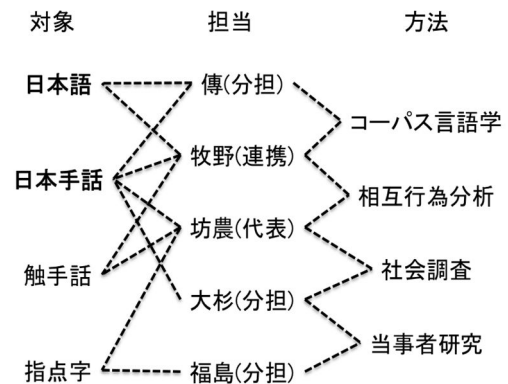 対象 担当 方法
日本語 傳(分担)
コーパス言語学
牧野(連携)
日本手話
相互行為分析
坊農(代表)
触手話 社会調査
大杉(分担)
当事者研究
指点字 福島(分担)